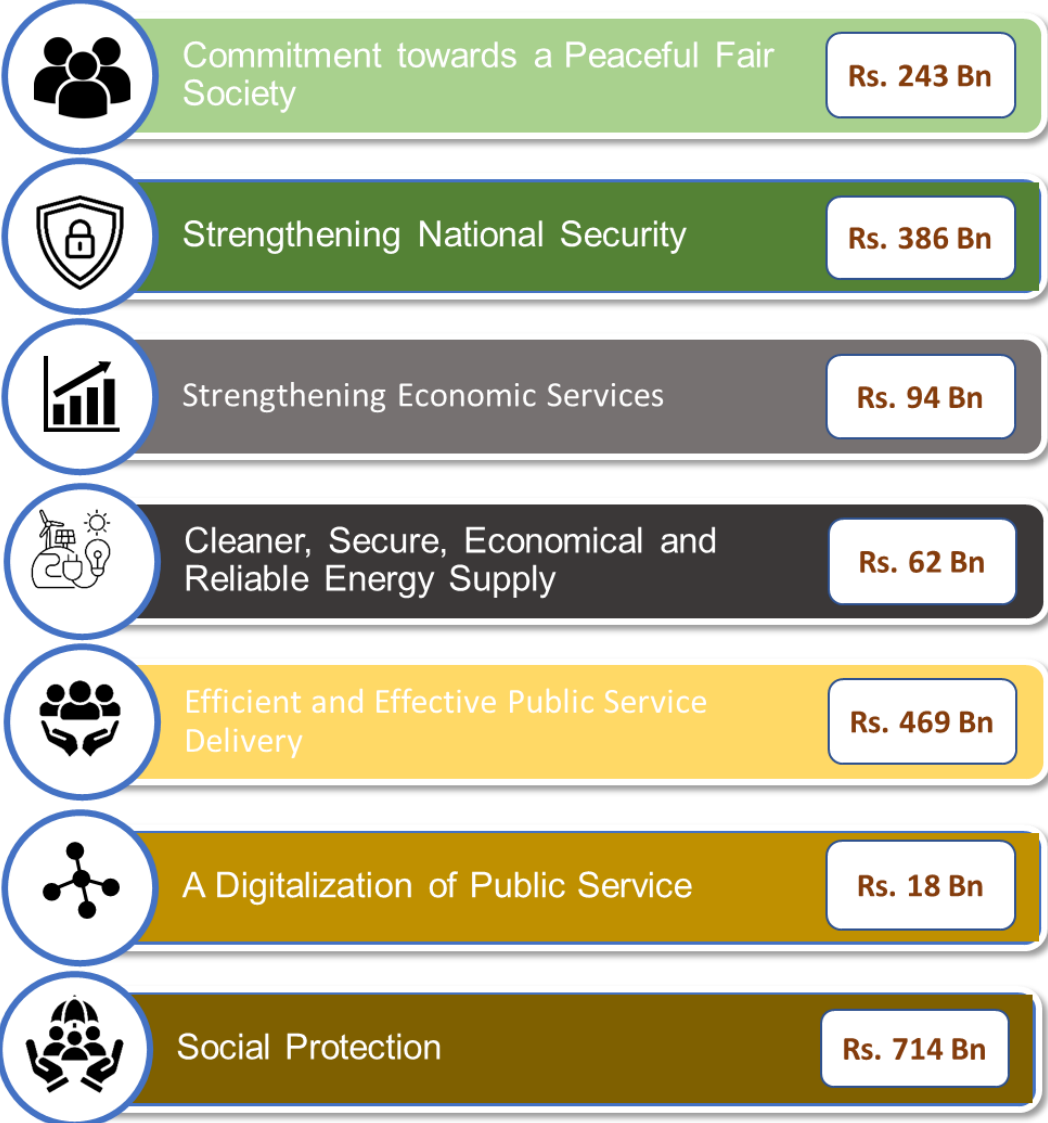 Commitment towards a Peaceful Fair
Society
Rs. 243 Bn
Strengthening National Security
Rs. 386 Bn
Strengthening Economic Services
Rs. 94 Bn
Cleaner, Secure, Economical and
Reliable Energy Supply
Rs. 62 Bn
Efficient and Effective Public Service
Delivery
Rs. 469 Bn
A Digitalization of Public Service
Rs. 18 Bn
Social Protection
Rs. 714 Bn